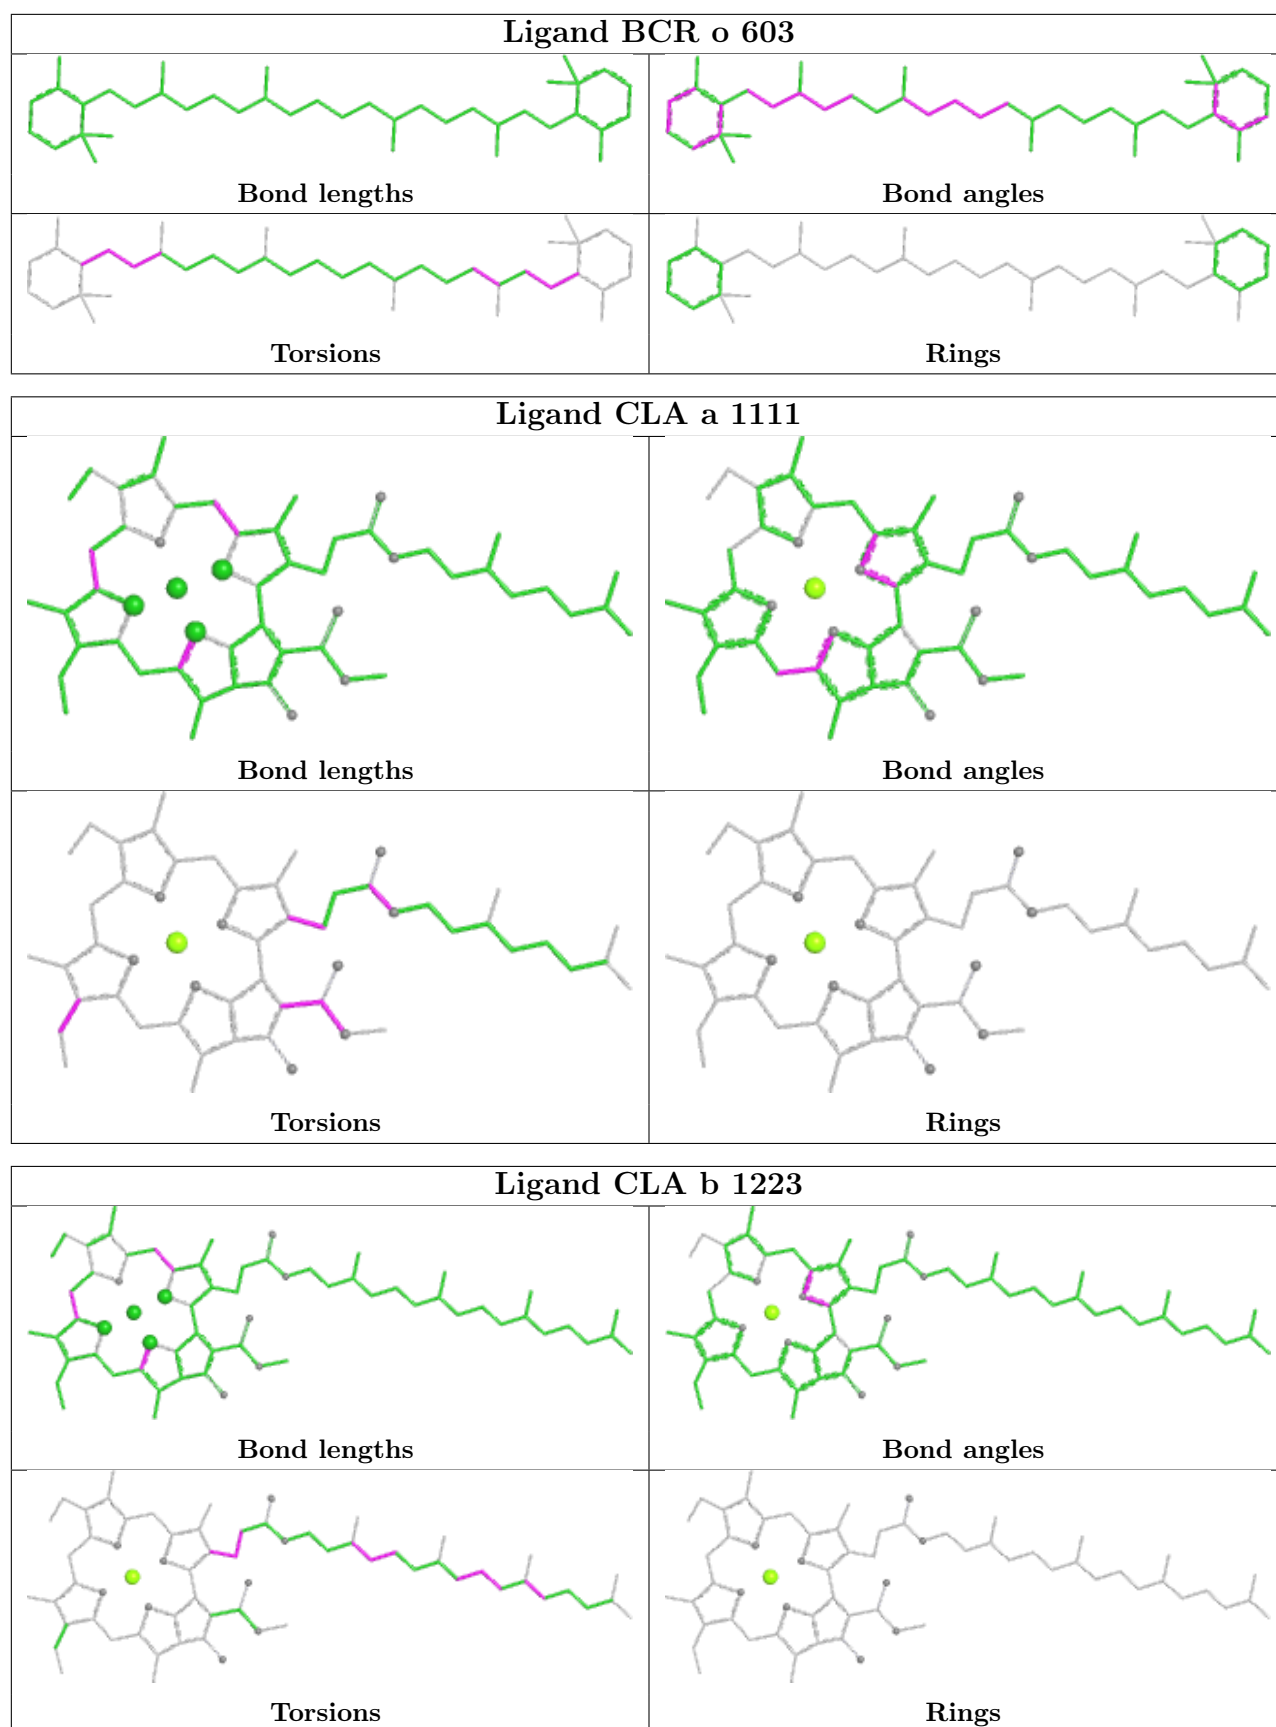 Ligand BCR o 603
Bond lengths
Bond angles
Torsions
Rings
Ligand CLA a 1111
Bond lengths
Bond angles
Torsions
Rings
Ligand CLA b 1223
Bond lengths
Bond angles
Torsions
Rings